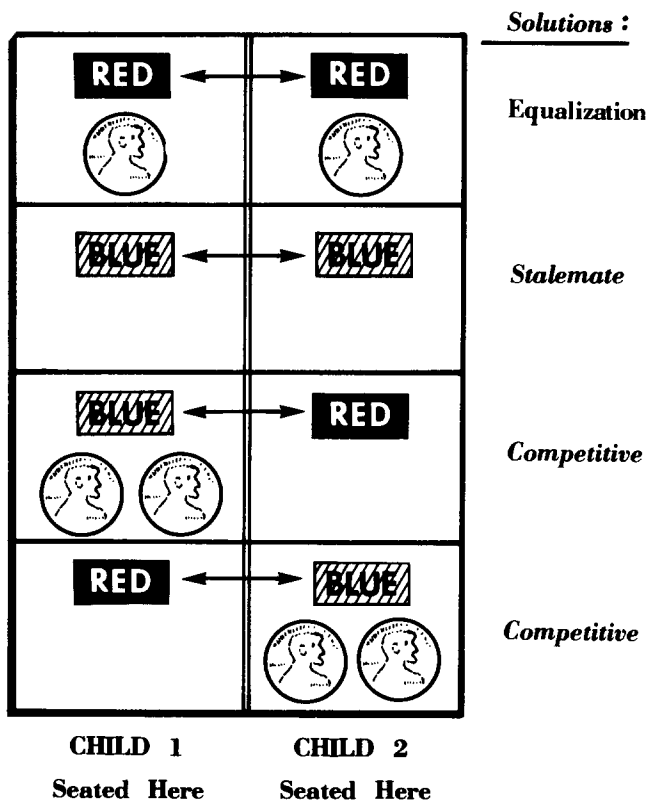 Solutions :
RED RED
Equalization
BLUE BLUE
Stalemate
BLUE RED
Competitive
RED BLUE
Competitive
CHILD 1 CHILD 2
Seated Here Seated Here